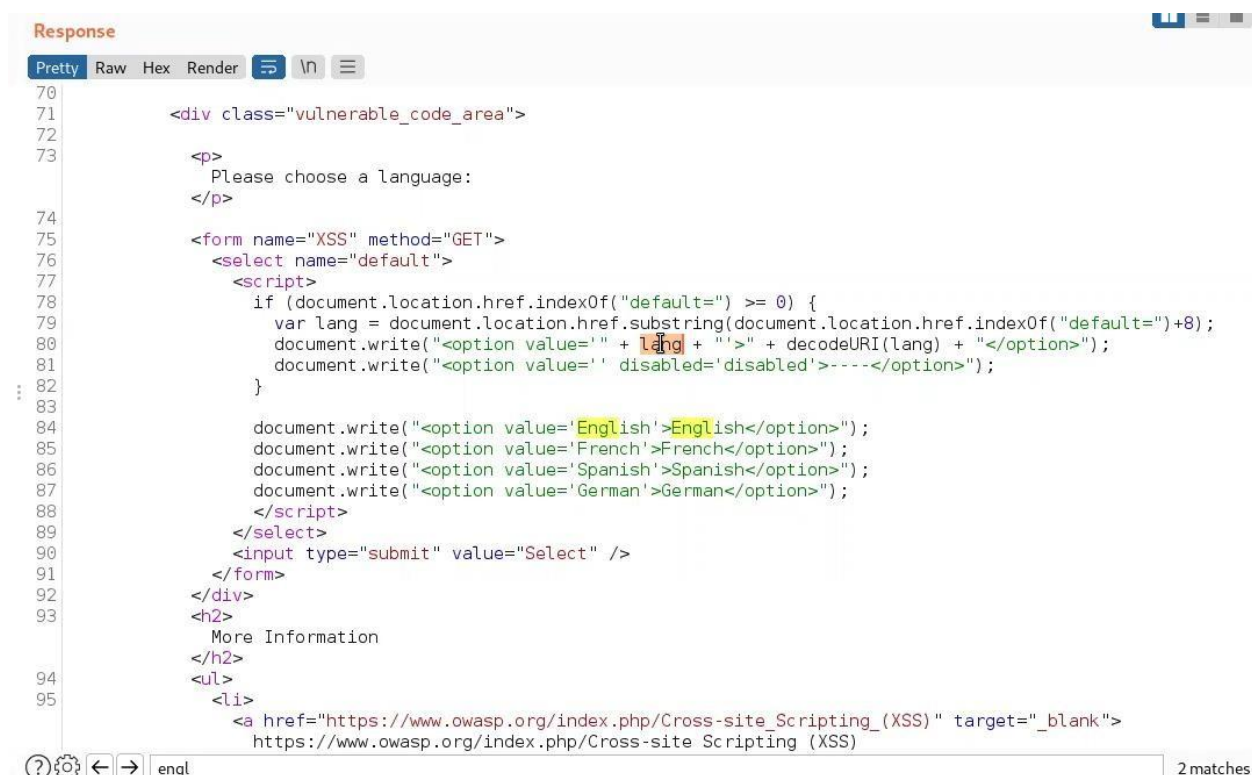 Response
Pretty Raw Hex Render \n
70
71 <div class="vulnerable_code_area">
72
73 <p>
Please choose a language:
</p>
74
75 <form name="XSS" method="GET">
76 <select name="default">
77 <script>
78 if (document.location.href.indexOf("default=") >= 0) {
79 var lang = document.location.href.substring(document.location.href.indexOf("default=")+8);
80 document.write("<option value='" + lang + "'>" + decodeURI(lang) + "</option>");
81 document.write("<option value='' disabled='disabled'>----</option>");
82 }
83
84 document.write("<option value='English'>English</option>");
85 document.write("<option value='French'>French</option>");
86 document.write("<option value='Spanish'>Spanish</option>");
87 document.write("<option value='German'>German</option>");
88 </script>
89 </select>
90 <input type="submit" value="Select" />
91 </form>
92 </div>
93 <h2>
More Information
</h2>
94 <ul>
95 <li>
<a href="https://www.owasp.org/index.php/Cross-site_Scripting_(XSS)" target="_blank">
https://www.owasp.org/index.php/Cross-site Scripting (XSS)
engl 2 matches